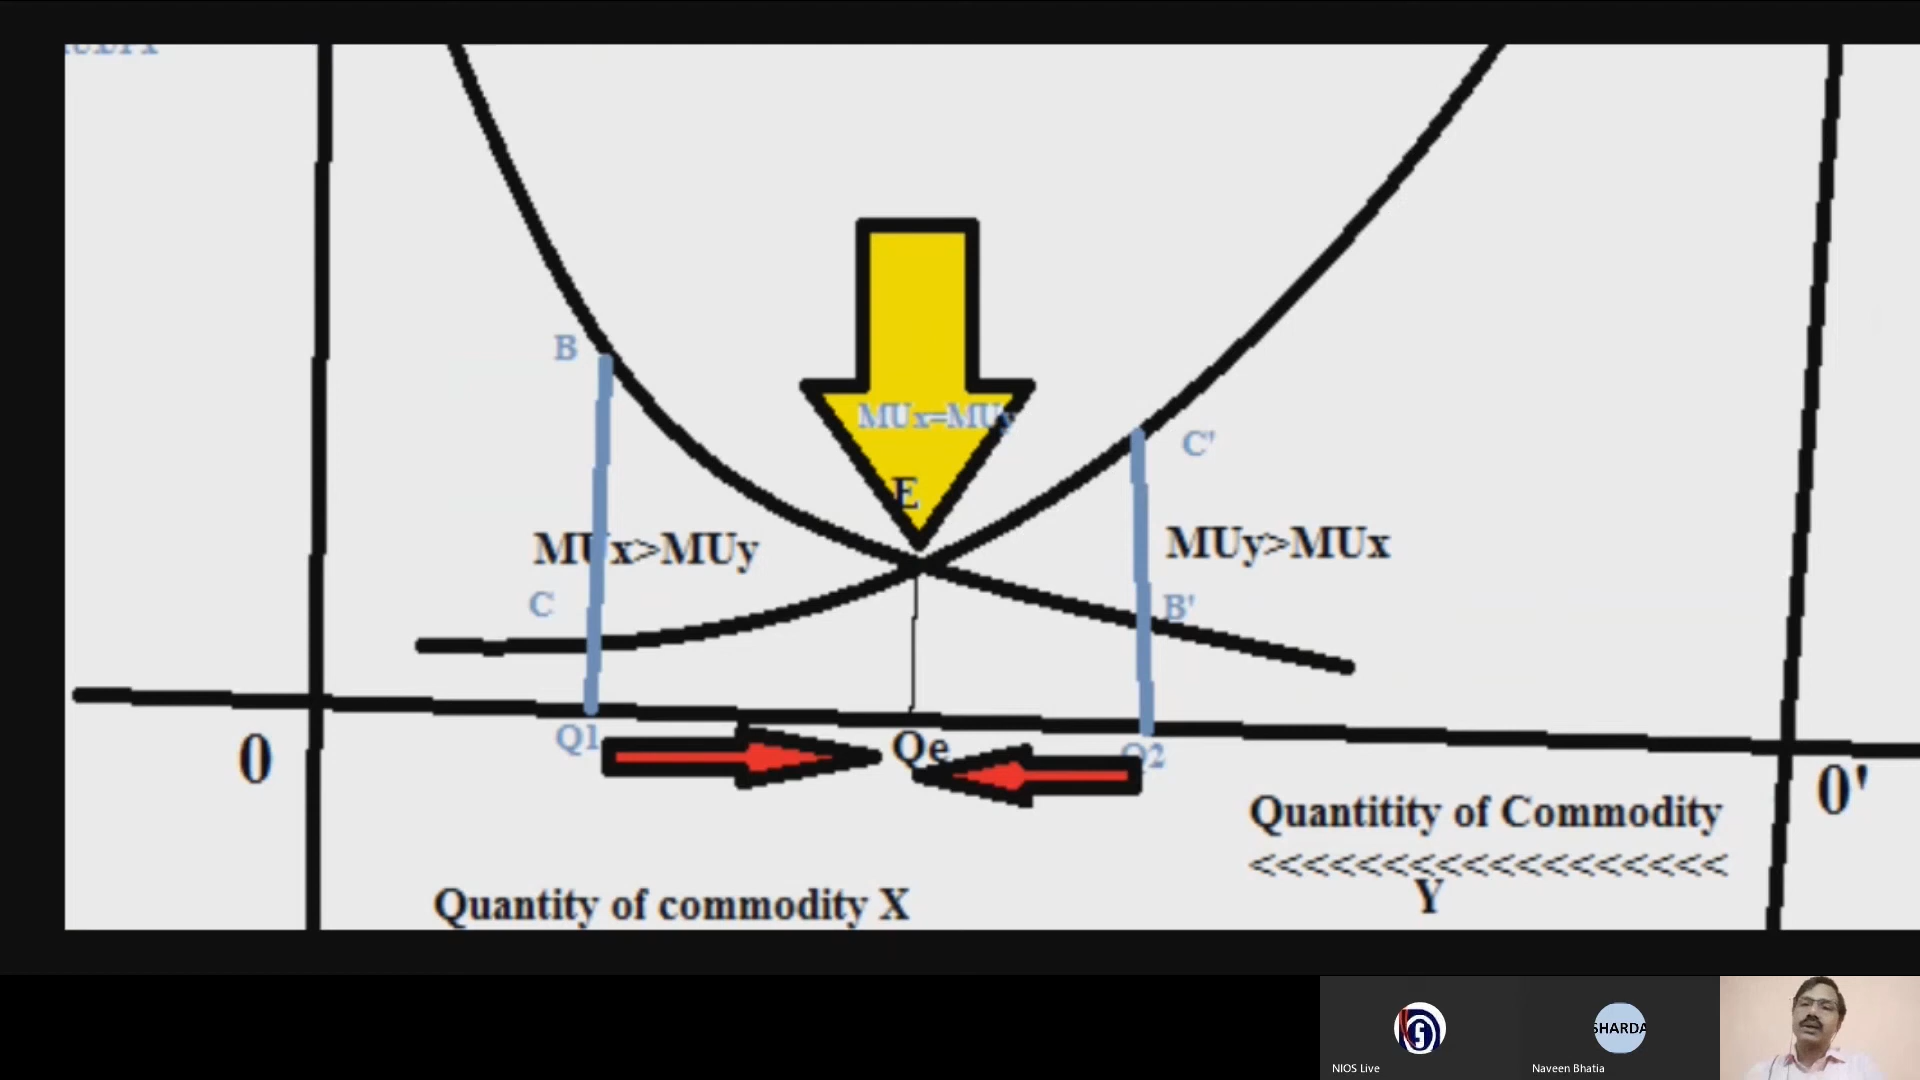 B
MUx=MUy
C'
E
MUx>MUy
MUy>MUx
C
B'
Q1
Qe
Q2
0
0'
Quantitity of Commodity
<<<<<<<<<<<<<<<<<<
Y
Quantity of commodity X
SHARDA
NIOS Live
Naveen Bhatia